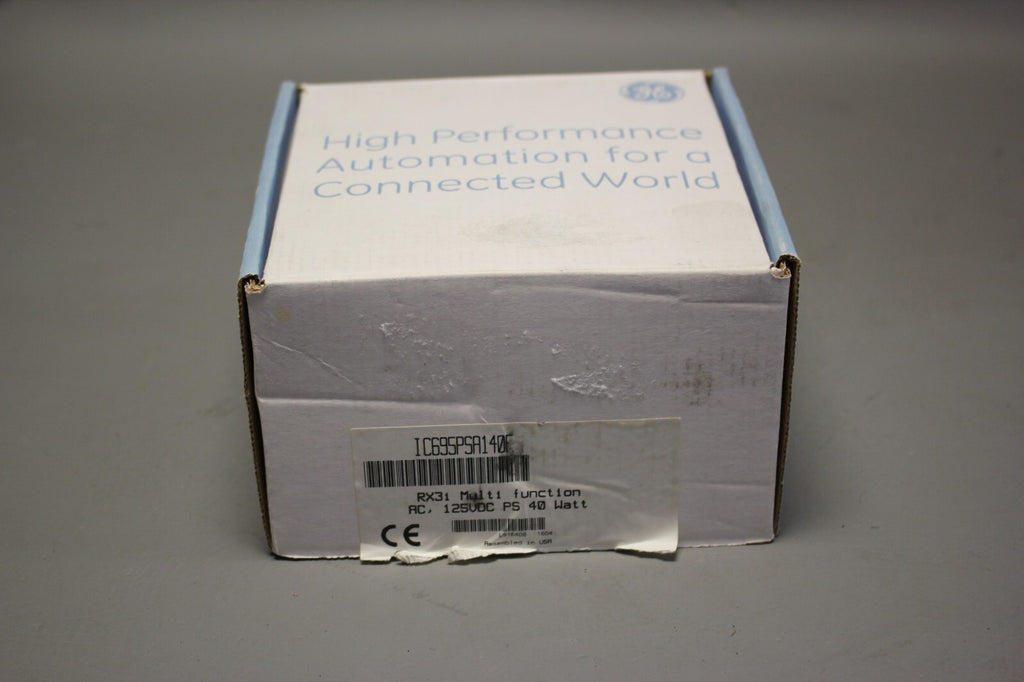 High Performance
Automation for a
Connected World
IC695PSA140F
RX3i Multi function
AC, 125VDC PS 40 Watt
CE
1604
Assembled in USA